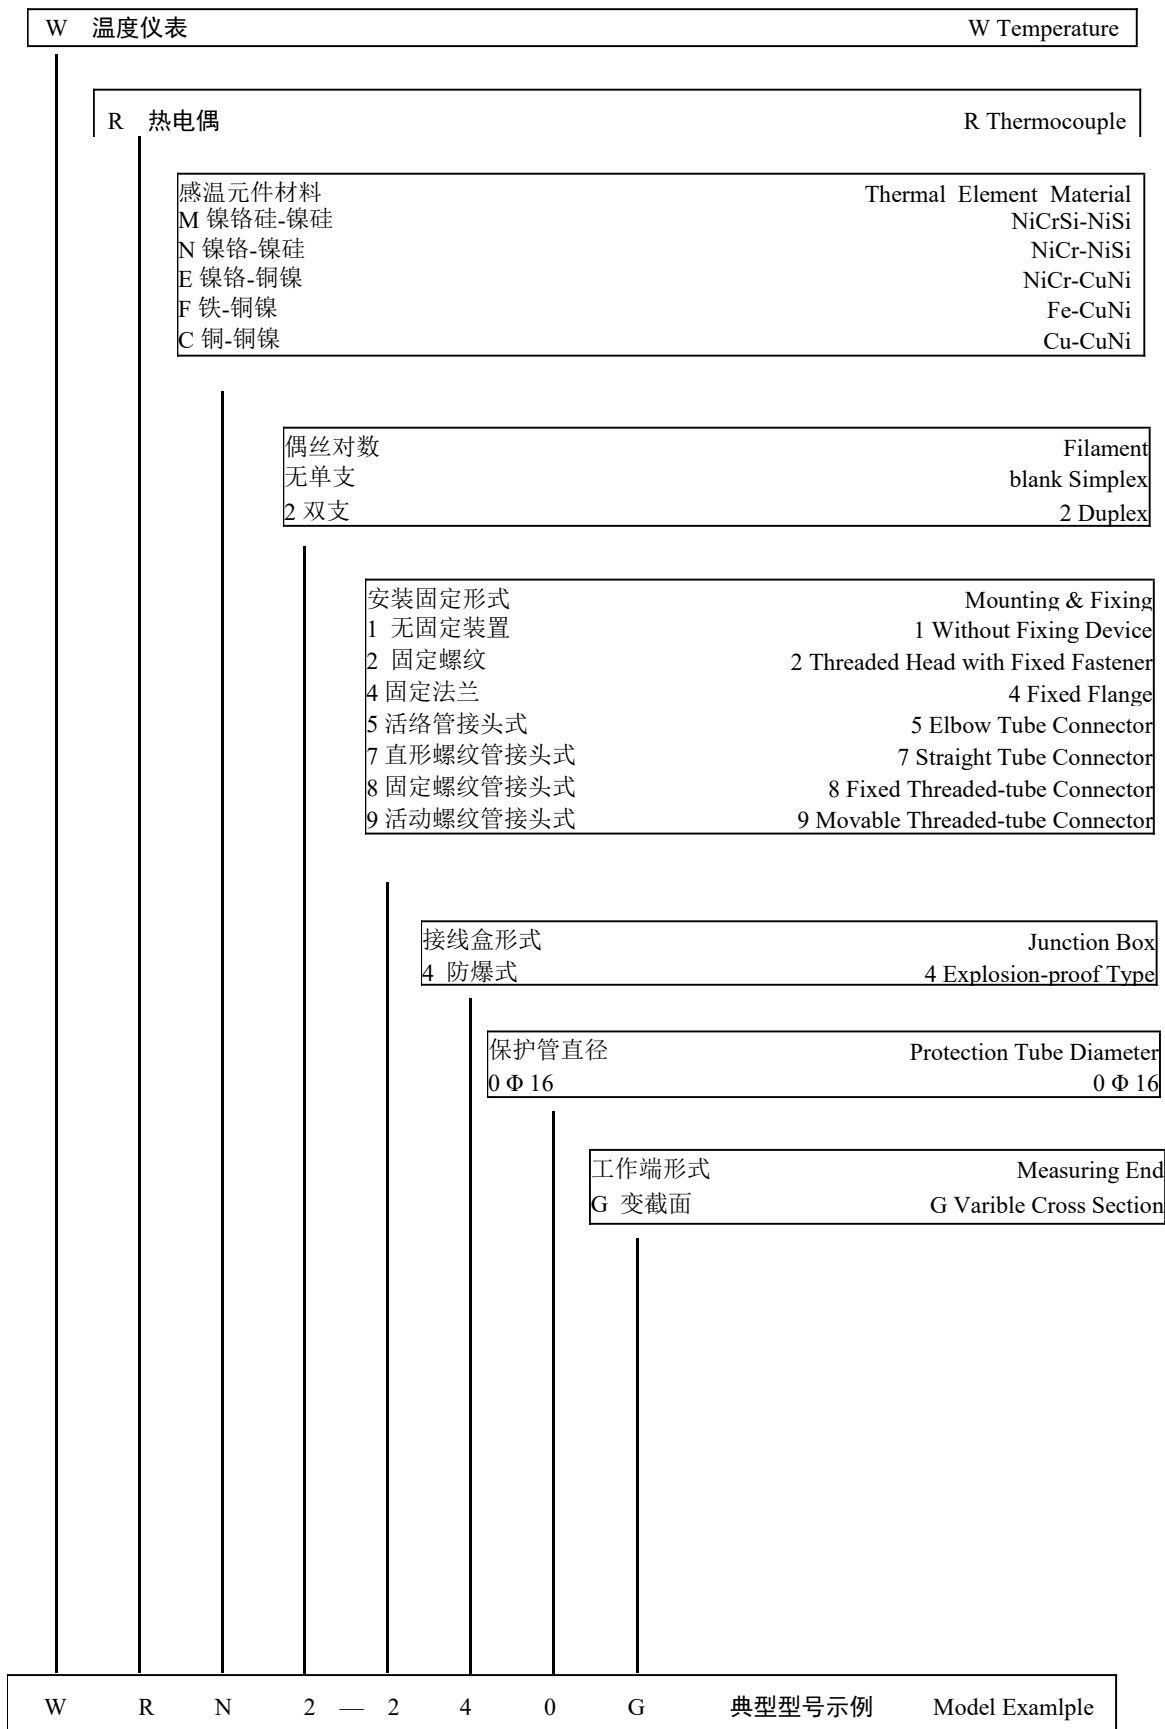 W 温度仪表 W Temperature
R 热电偶 R Thermocouple
感温元件材料 Thermal Element Material
M 镍铬硅-镍硅 NiCrSi-NiSi
N 镍铬-镍硅 NiCr-NiSi
E 镍铬-铜镍 NiCr-CuNi
F 铁-铜镍 Fe-CuNi
C 铜-铜镍 Cu-CuNi
偶丝对数 Filament
无单支 blank Simplex
2 双支 2 Duplex
安装固定形式 Mounting & Fixing
1 无固定装置 1 Without Fixing Device
2 固定螺纹 2 Threaded Head with Fixed Fastener
4 固定法兰 4 Fixed Flange
5 活络管接头式 5 Elbow Tube Connector
7 直形螺纹管接头式 7 Straight Tube Connector
8 固定螺纹管接头式 8 Fixed Threaded-tube Connector
9 活动螺纹管接头式 9 Movable Threaded-tube Connector
接线盒形式 Junction Box
4 防爆式 4 Explosion-proof Type
保护管直径 Protection Tube Diameter
0 Φ 16 0 Φ 16
工作端形式 Measuring End
G 变截面 G Varible Cross Section
W R N 2 — 2 4 0 G 典型型号示例 Model Examlple